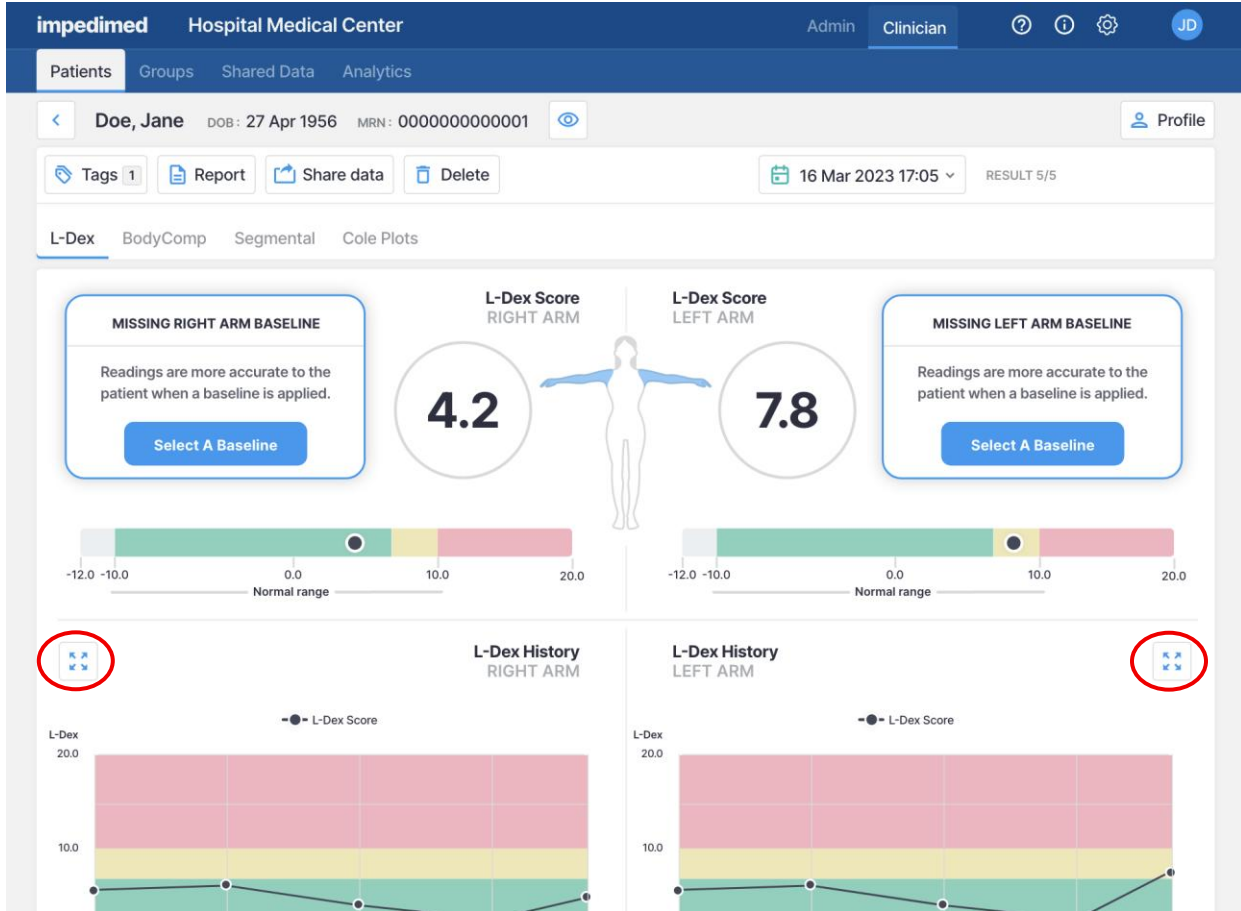 impedimed Hospital Medical Center Admin Clinician JD
Patients Groups Shared Data Analytics
Doe, Jane DOB: 27 Apr 1956 MRN: 0000000000001 Profile
Tags 1 Report Share data Delete 16 Mar 2023 17:05 RESULT 5/5
L-Dex BodyComp Segmental Cole Plots
MISSING RIGHT ARM BASELINE
Readings are more accurate to the
patient when a baseline is applied.
Select A Baseline
L-Dex Score
RIGHT ARM
4.2
L-Dex Score
LEFT ARM
7.8
MISSING LEFT ARM BASELINE
Readings are more accurate to the
patient when a baseline is applied.
Select A Baseline
-12.0 -10.0 0.0 10.0 20.0
Normal range
-12.0 -10.0 0.0 10.0 20.0
Normal range
L-Dex History
RIGHT ARM
L-Dex Score
L-Dex
20.0
10.0
L-Dex History
LEFT ARM
L-Dex Score
L-Dex
20.0
10.0